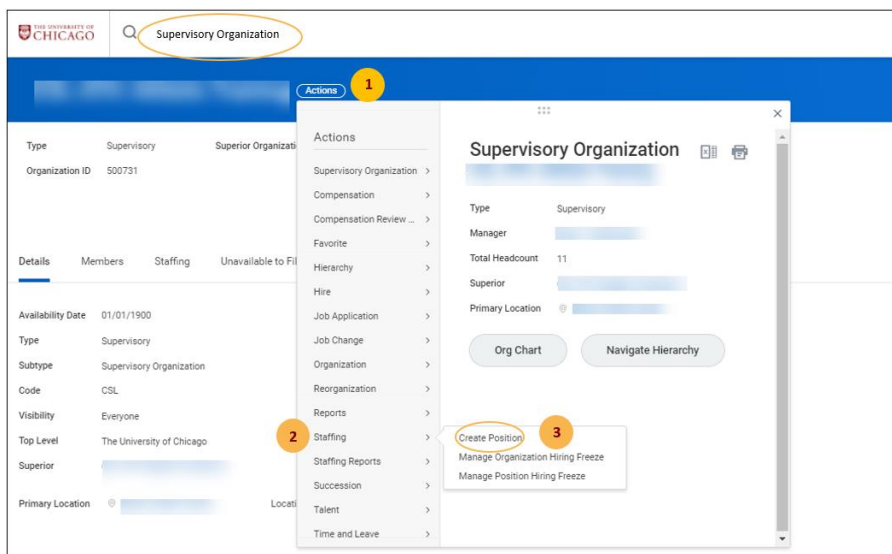 THE UNIVERSITY OF
CHICAGO
Supervisory Organization
Actions
1
Type Supervisory Superior Organizati
Organization ID 500731
Details Members Staffing Unavailable to Fil
Availability Date 01/01/1900
Type Supervisory
Subtype Supervisory Organization
Code CSL
Visibility Everyone
Top Level The University of Chicago
Superior
Primary Location Locati
Actions
Supervisory Organization >
Compensation >
Compensation Review ... >
Favorite >
Hierarchy >
Hire >
Job Application >
Job Change >
Organization >
Reorganization >
Reports >
2 Staffing >
Staffing Reports >
Succession >
Talent >
Time and Leave >
Supervisory Organization
Type Supervisory
Manager
Total Headcount 11
Superior
Primary Location
Org Chart Navigate Hierarchy
Create Position 3
Manage Organization Hiring Freeze
Manage Position Hiring Freeze